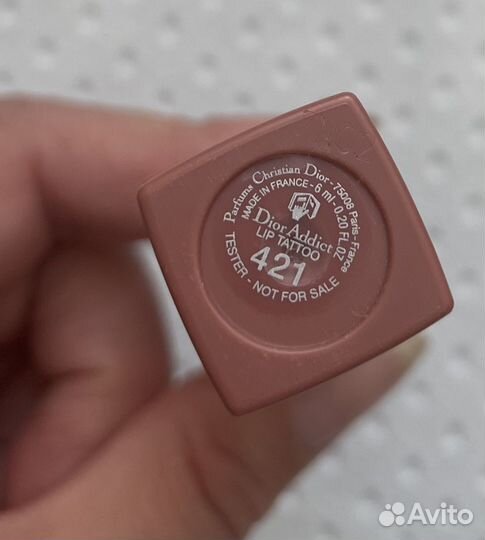 Parfums Christian Dior - 75008 Paris - France
MADE IN FRANCE - 6 ml - 0.20 FL.OZ
Dior Addict
LIP TATTOO
421
TESTER - NOT FOR SALE
Avito